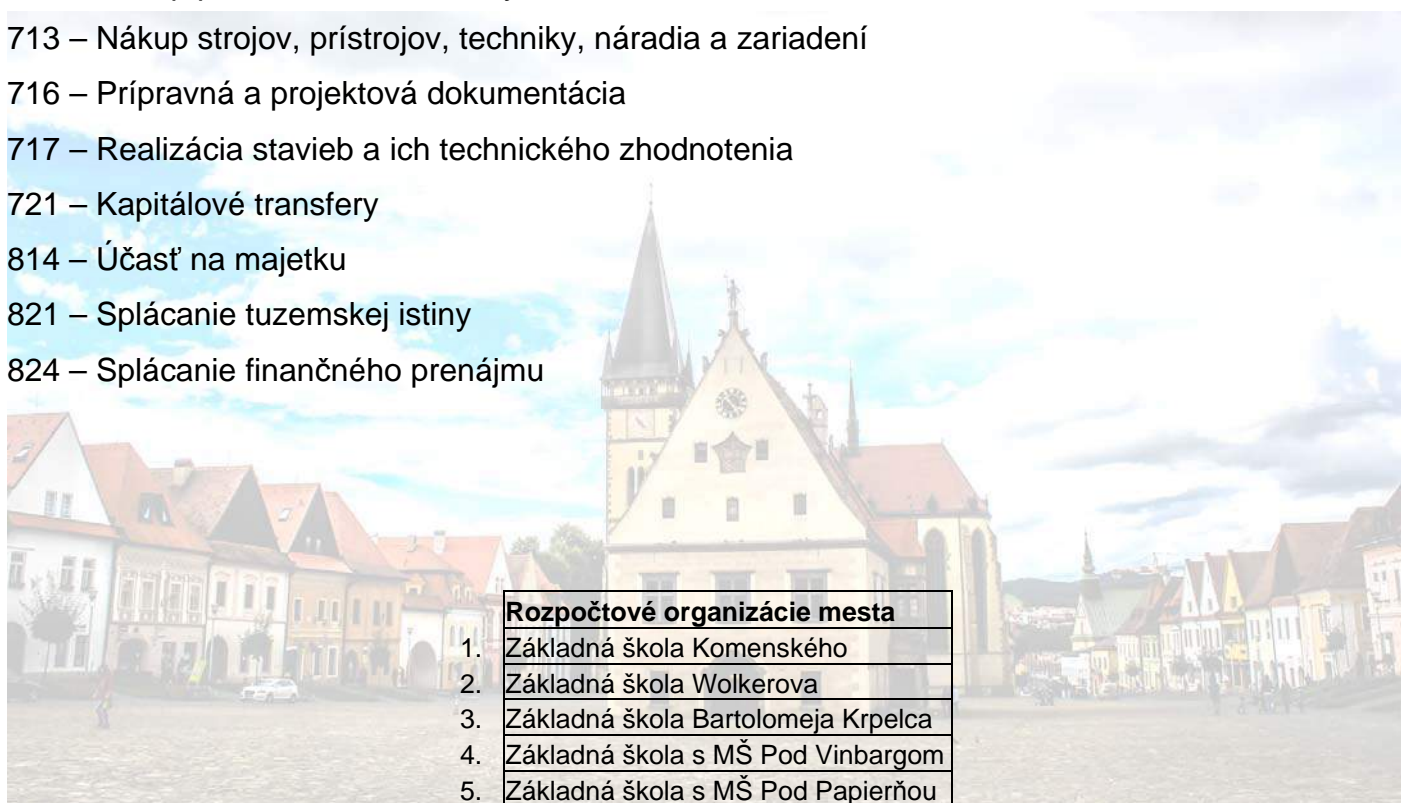 713 – Nákup strojov, prístrojov, techniky, náradia a zariadení
716 – Prípravná a projektová dokumentácia
717 – Realizácia stavieb a ich technického zhodnotenia
721 – Kapitálové transfery
814 – Účasť na majetku
821 – Splácanie tuzemskej istiny
824 – Splácanie finančného prenájmu
Rozpočtové organizácie mesta
1. Základná škola Komenského
2. Základná škola Wolkerova
3. Základná škola Bartolomeja Krpelca
4. Základná škola s MŠ Pod Vinbargom
5. Základná škola s MŠ Pod Papierňou